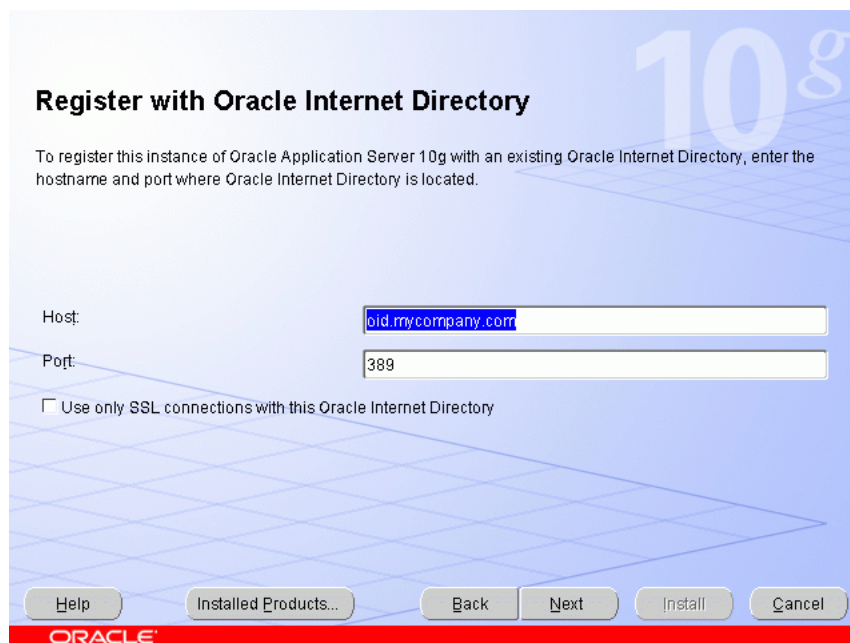 10g
Register with Oracle Internet Directory
To register this instance of Oracle Application Server 10g with an existing Oracle Internet Directory, enter the
hostname and port where Oracle Internet Directory is located.
Host:
oid.mycompany.com
Port:
389
Use only SSL connections with this Oracle Internet Directory
Help
Installed Products...
Back
Next
Install
Cancel
ORACLE